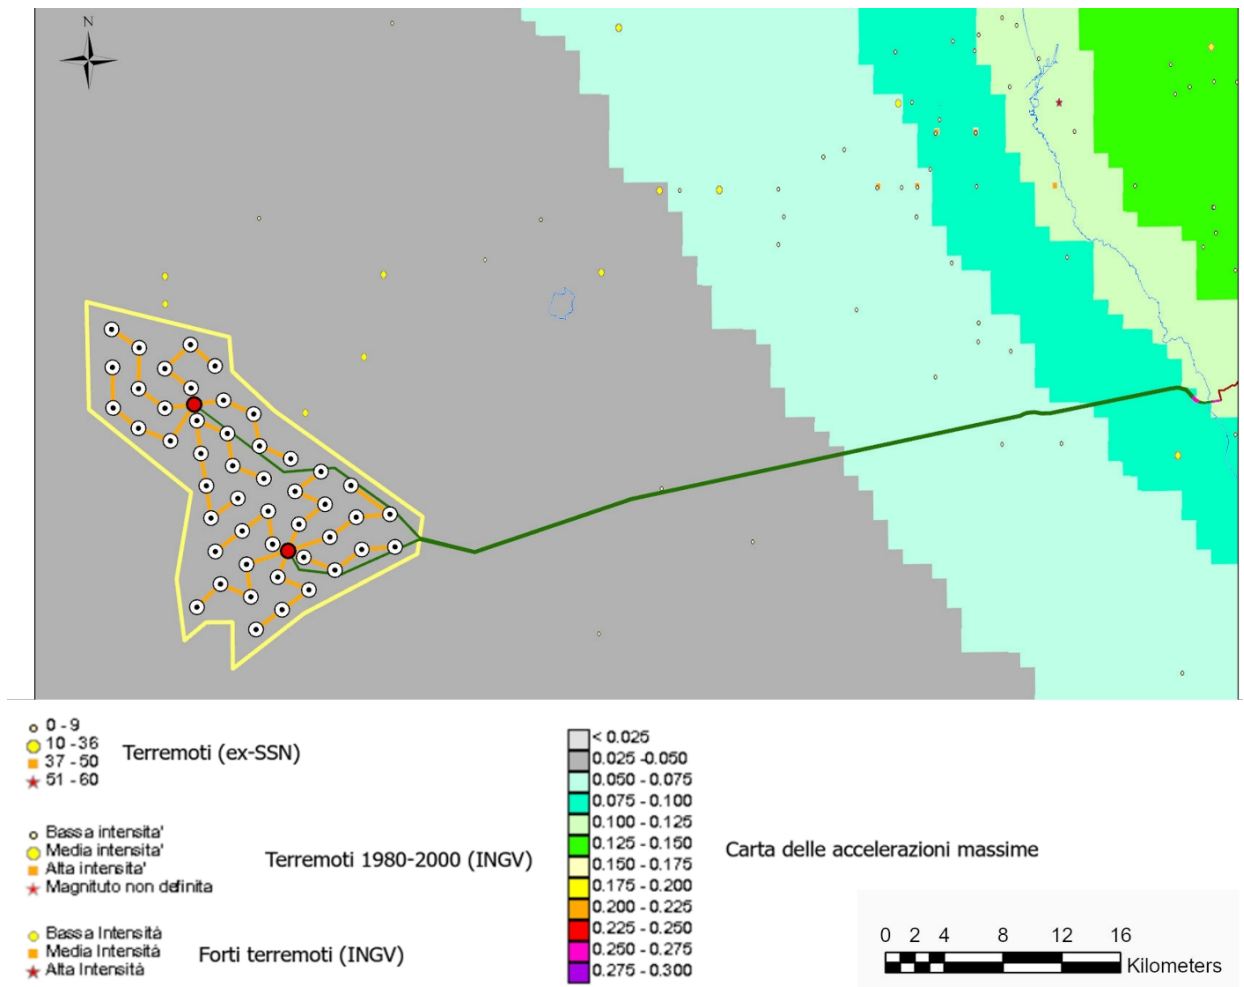 N
0 - 9
10 - 36
37 - 50
51 - 60
Terremoti (ex-SSN)
Bassa intensita'
Media intensita'
Alta intensita'
Magnituto non definita
Terremoti 1980-2000 (INGV)
Bassa Intensità
Media Intensità
Alta Intensità
Forti terremoti (INGV)
< 0.025
0.025 -0.050
0.050 - 0.075
0.075 - 0.100
0.100 - 0.125
0.125 - 0.150
0.150 - 0.175
0.175 - 0.200
0.200 - 0.225
0.225 - 0.250
0.250 - 0.275
0.275 - 0.300
Carta delle accelerazioni massime
0 2 4 8 12 16
Kilometers